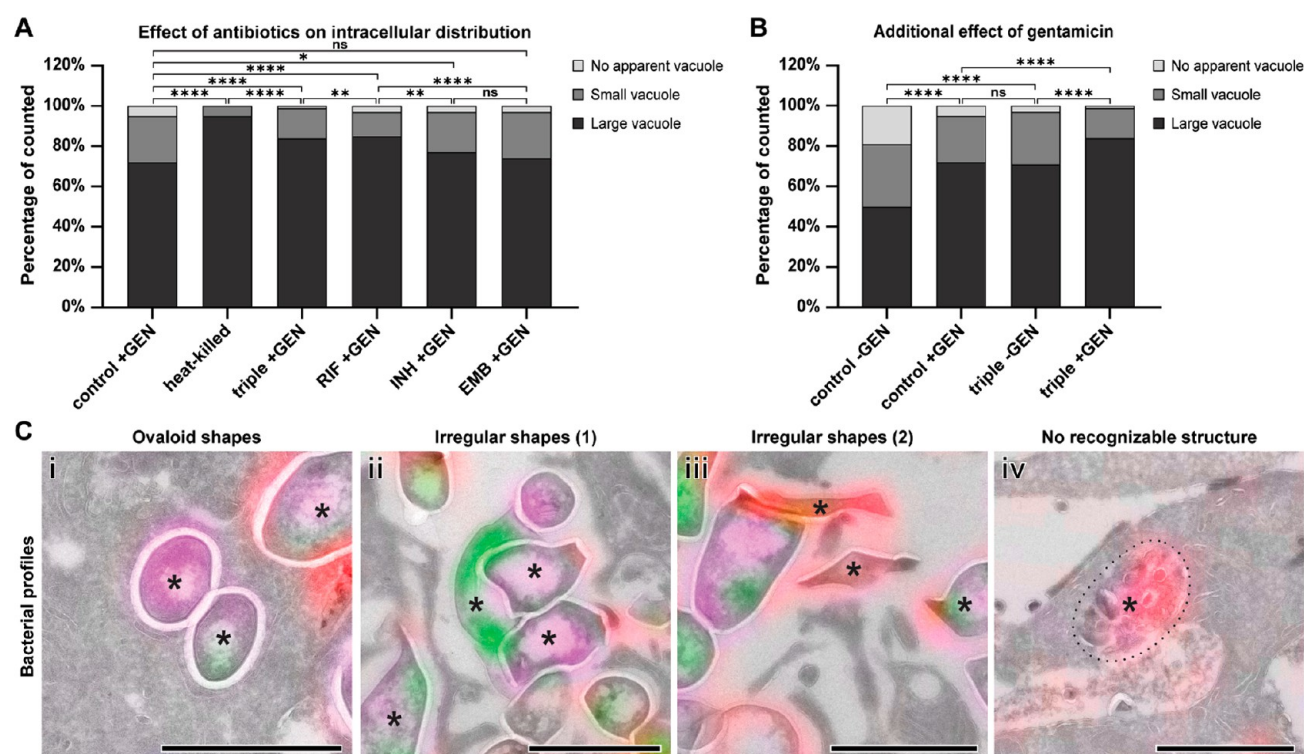 A
Effect of antibiotics on intracellular distribution
ns
*
****
**** ****
**** **** ** ** ns
120%
100%
80%
60%
40%
20%
0%
Percentage of counted
No apparent vacuole
Small vacuole
Large vacuole
control +GEN
heat-killed
triple +GEN
RIF +GEN
INH +GEN
EMB +GEN
B
Additional effect of gentamicin
****
****
**** ns ****
120%
100%
80%
60%
40%
20%
0%
Percentage of counted
No apparent vacuole
Small vacuole
Large vacuole
control -GEN
control +GEN
triple -GEN
triple +GEN
C
Ovaloid shapes
Irregular shapes (1)
Irregular shapes (2)
No recognizable structure
Bacterial profiles
i
* * *
ii
* * * *
iii
* * *
iv
*